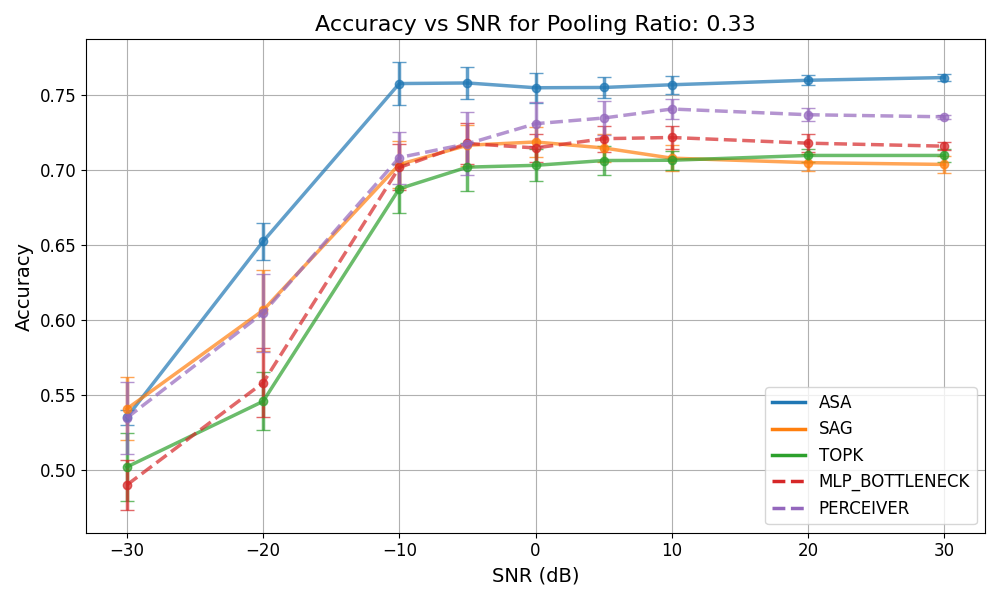 Accuracy vs SNR for Pooling Ratio: 0.33
Accuracy
0.75
0.70
0.65
0.60
0.55
0.50
ASA
SAG
TOPK
MLP_BOTTLENECK
PERCEIVER
−30
−20
−10
0
10
20
30
SNR (dB)